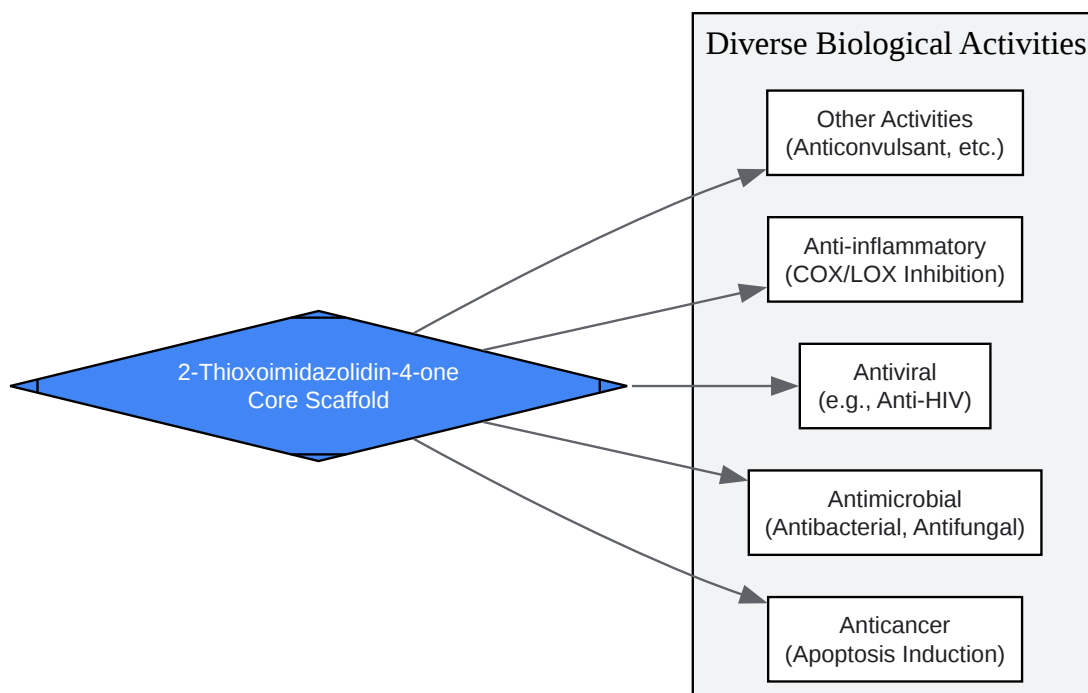 Diverse Biological Activities
Other Activities
(Anticonvulsant, etc.)
Anti-inflammatory
(COX/LOX Inhibition)
2-Thioxoimidazolidin-4-one
Core Scaffold
Antiviral
(e.g., Anti-HIV)
Antimicrobial
(Antibacterial, Antifungal)
Anticancer
(Apoptosis Induction)